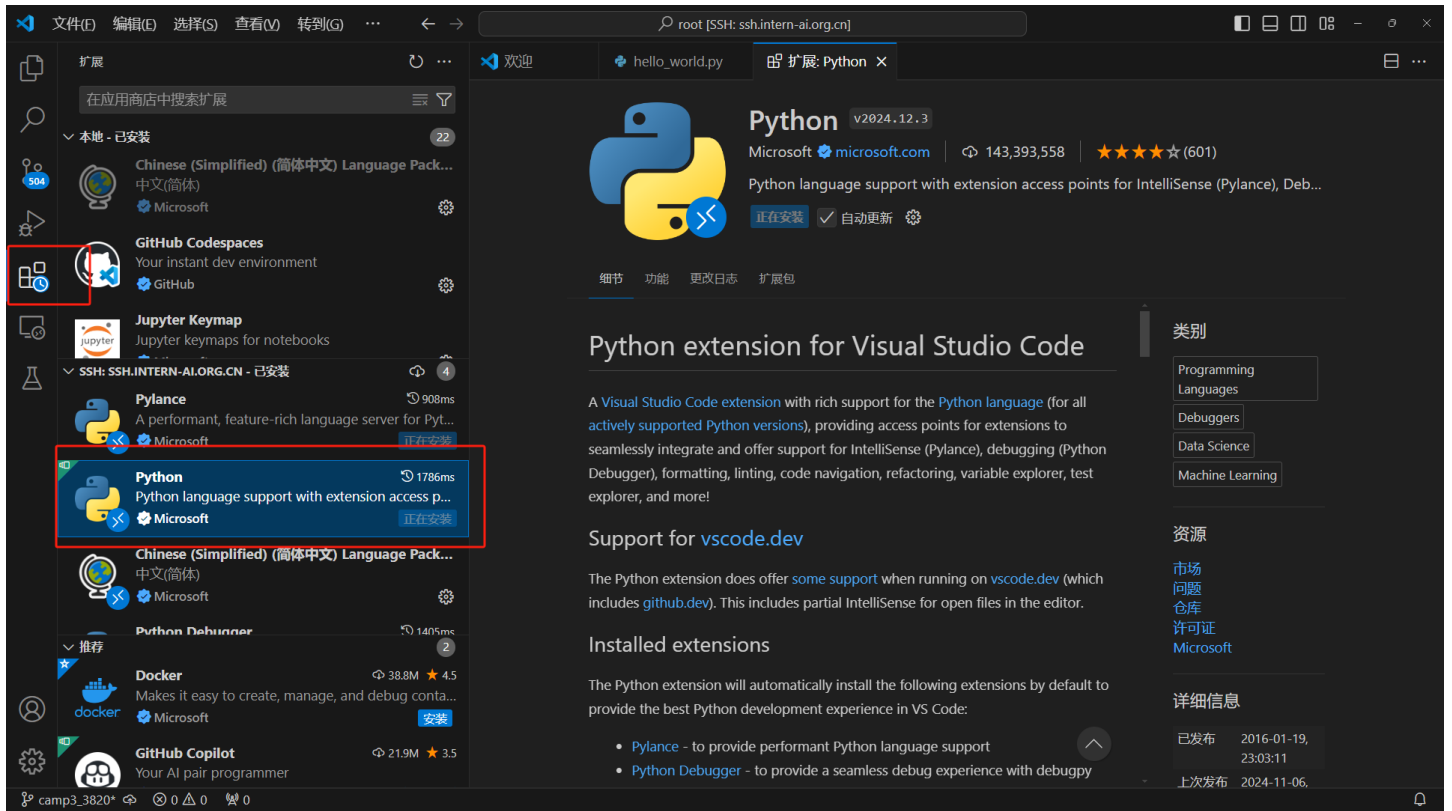 文件(F) 编辑(E) 选择(S) 查看(V) 转到(G) ···
root [SSH: ssh.intern-ai.org.cn]
504
扩展
在应用商店中搜索扩展
本地 - 已安装 22
Chinese (Simplified) (简体中文) Language Pack...
中文(简体)
Microsoft
GitHub Codespaces
Your instant dev environment
GitHub
Jupyter Keymap
Jupyter keymaps for notebooks
jupyter
SSH: SSH.INTERN-AI.ORG.CN - 已安装 4
Pylance 908ms
A performant, feature-rich language server for Pyt...
Microsoft 正在安装
Python 1786ms
Python language support with extension access p...
Microsoft 正在安装
Chinese (Simplified) (简体中文) Language Pack...
中文(简体)
Microsoft
Python Debugger 1405ms
推荐 2
Docker 38.8M ★ 4.5
Makes it easy to create, manage, and debug conta...
docker
Microsoft 安装
GitHub Copilot 21.9M ★ 3.5
Your AI pair programmer
欢迎 hello_world.py 扩展: Python
Python v2024.12.3
Microsoft microsoft.com 143,393,558 ★★★★☆(601)
Python language support with extension access points for IntelliSense (Pylance), Deb...
正在安装 自动更新
细节 功能 更改日志 扩展包
Python extension for Visual Studio Code
A Visual Studio Code extension with rich support for the Python language (for all
actively supported Python versions), providing access points for extensions to
seamlessly integrate and offer support for IntelliSense (Pylance), debugging (Python
Debugger), formatting, linting, code navigation, refactoring, variable explorer, test
explorer, and more!
Support for vscode.dev
The Python extension does offer some support when running on vscode.dev (which
includes github.dev). This includes partial IntelliSense for open files in the editor.
Installed extensions
The Python extension will automatically install the following extensions by default to
provide the best Python development experience in VS Code:
• Pylance - to provide performant Python language support
• Python Debugger - to provide a seamless debug experience with debugpy
类别
Programming
Languages
Debuggers
Data Science
Machine Learning
资源
市场
问题
仓库
许可证
Microsoft
详细信息
已发布 2016-01-19,
23:03:11
上次发布 2024-11-06,
camp3_3820* 0 0 0